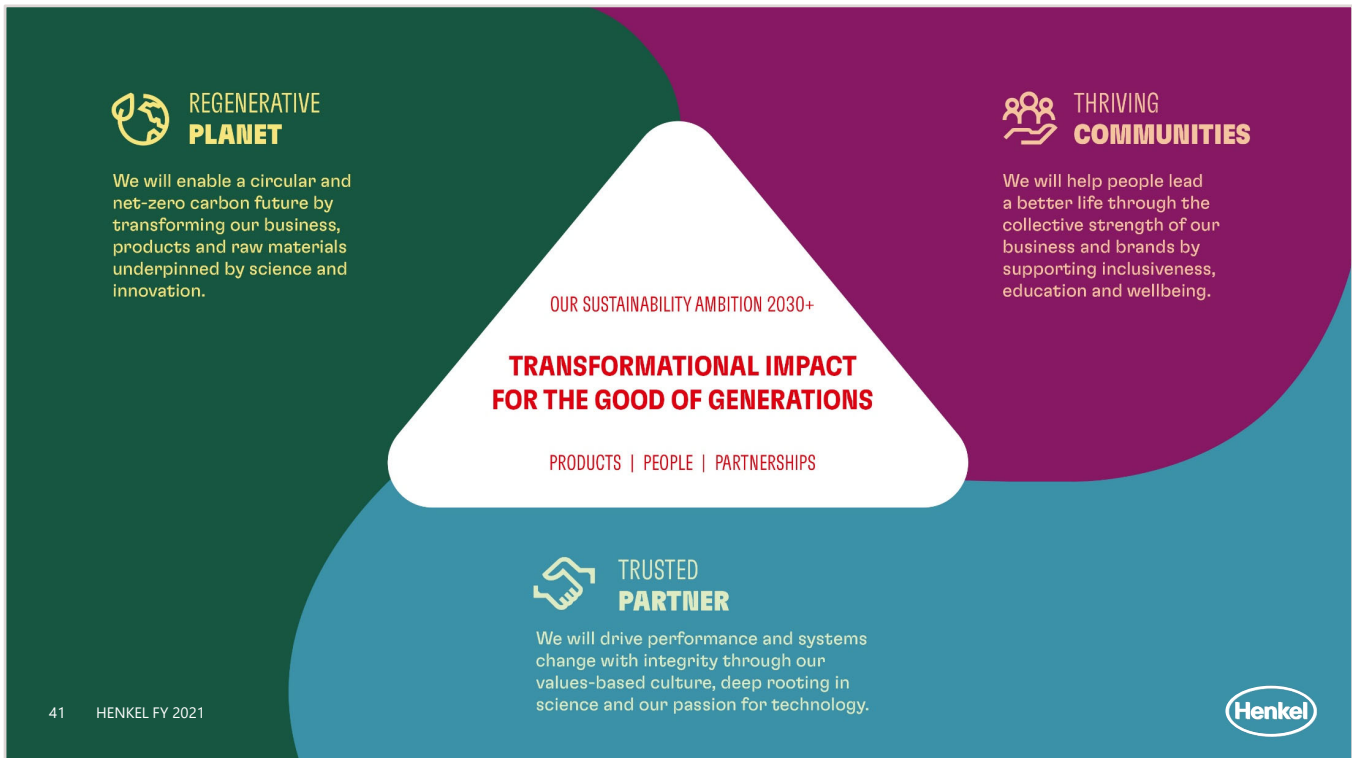 REGENERATIVE
PLANET
We will enable a circular and
net-zero carbon future by
transforming our business,
products and raw materials
underpinned by science and
innovation.
THRIVING
COMMUNITIES
We will help people lead
a better life through the
collective strength of our
business and brands by
supporting inclusiveness,
education and wellbeing.
OUR SUSTAINABILITY AMBITION 2030+
TRANSFORMATIONAL IMPACT
FOR THE GOOD OF GENERATIONS
PRODUCTS | PEOPLE | PARTNERSHIPS
TRUSTED
PARTNER
We will drive performance and systems
change with integrity through our
values-based culture, deep rooting in
science and our passion for technology.
41 HENKEL FY 2021
Henkel